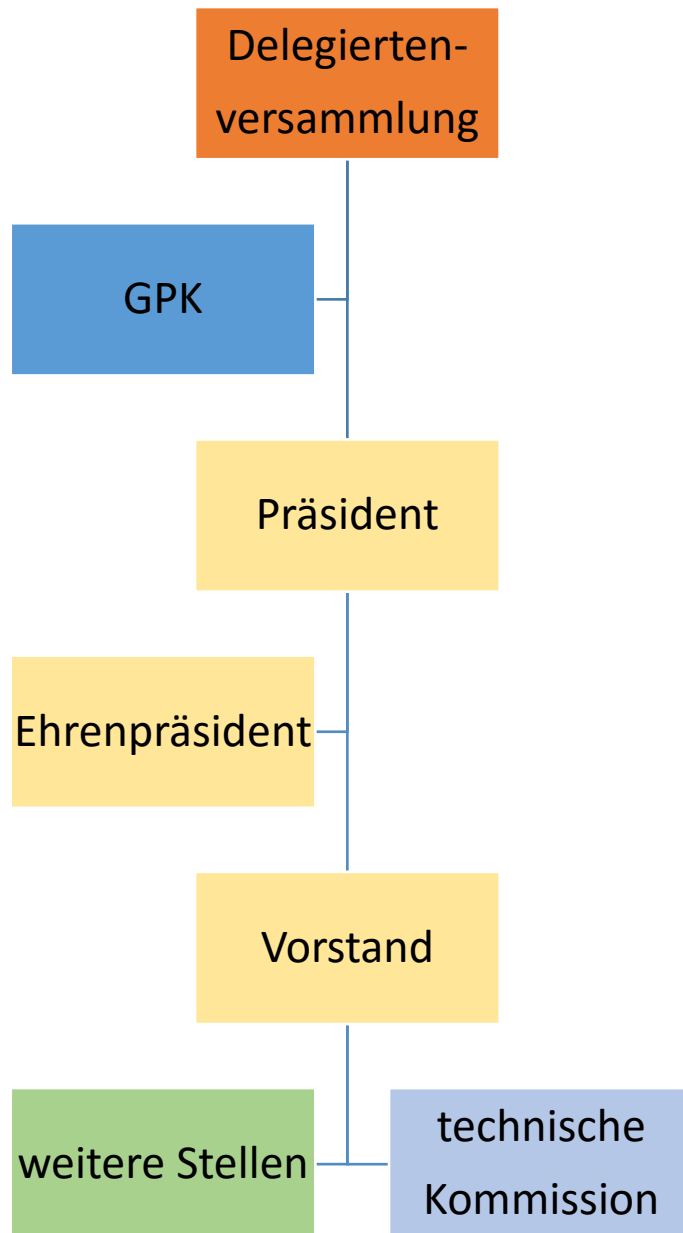 Delegierten-
versammlung
GPK
Präsident
Ehrenpräsident
Vorstand
weitere Stellen
technische
Kommission